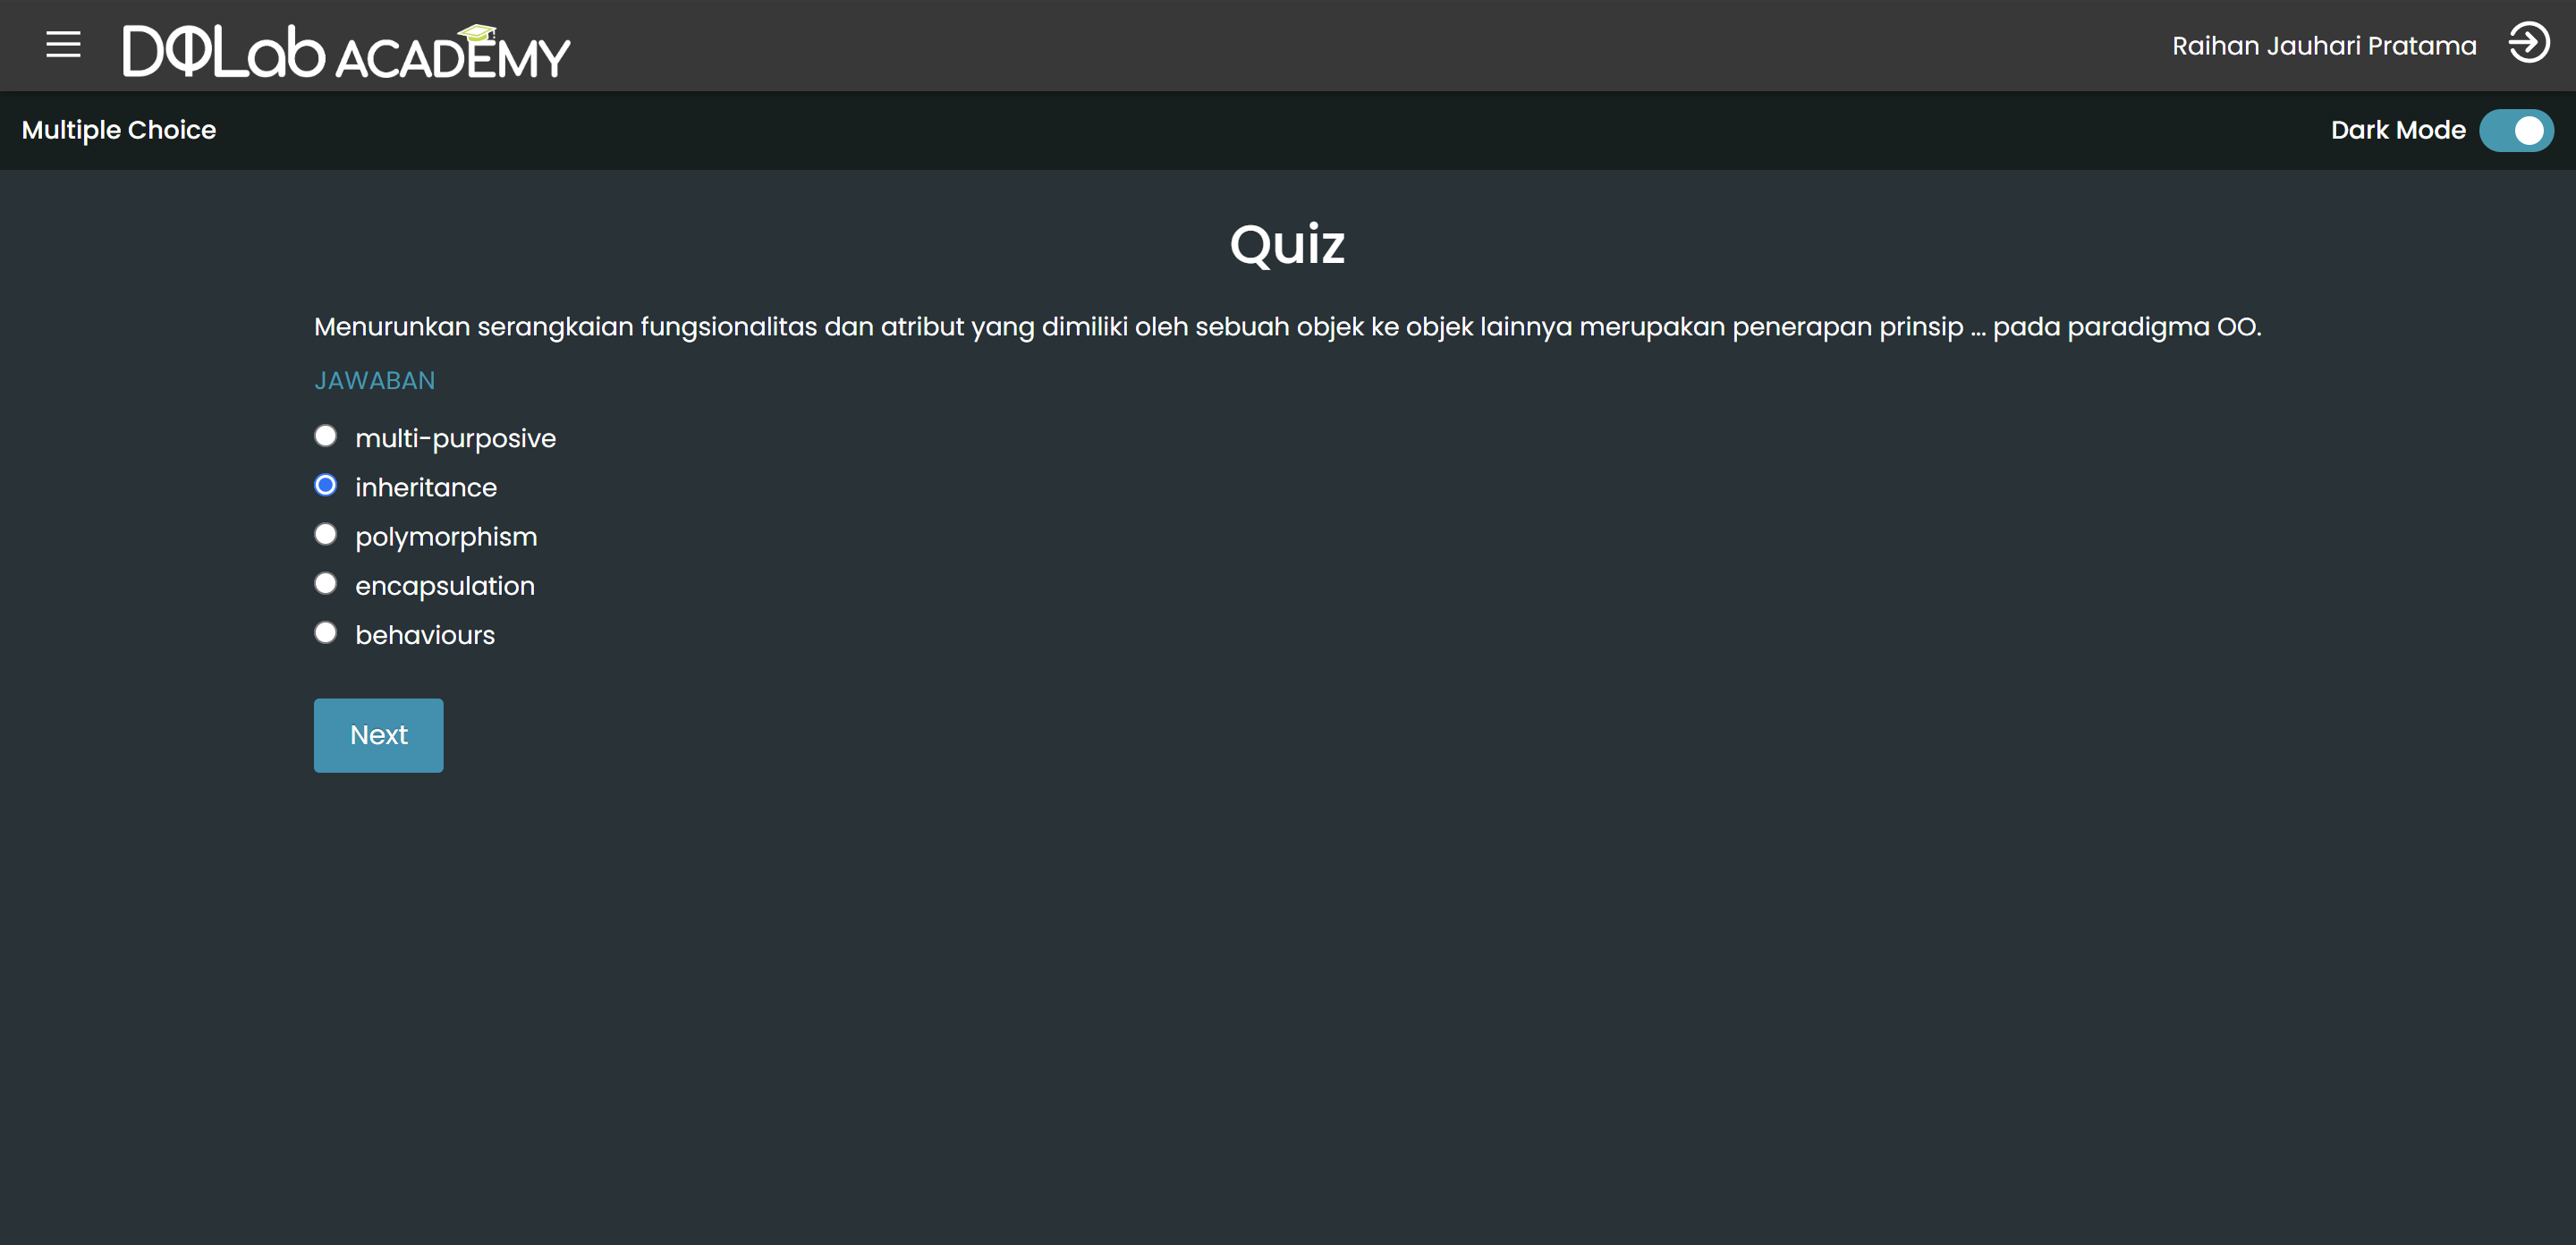 DQLab ACADEMY
Raihan Jauhari Pratama
Multiple Choice
Dark Mode
Quiz
Menurunkan serangkaian fungsionalitas dan atribut yang dimiliki oleh sebuah objek ke objek lainnya merupakan penerapan prinsip ... pada paradigma OO.
JAWABAN
multi-purposive
inheritance
polymorphism
encapsulation
behaviours
Next